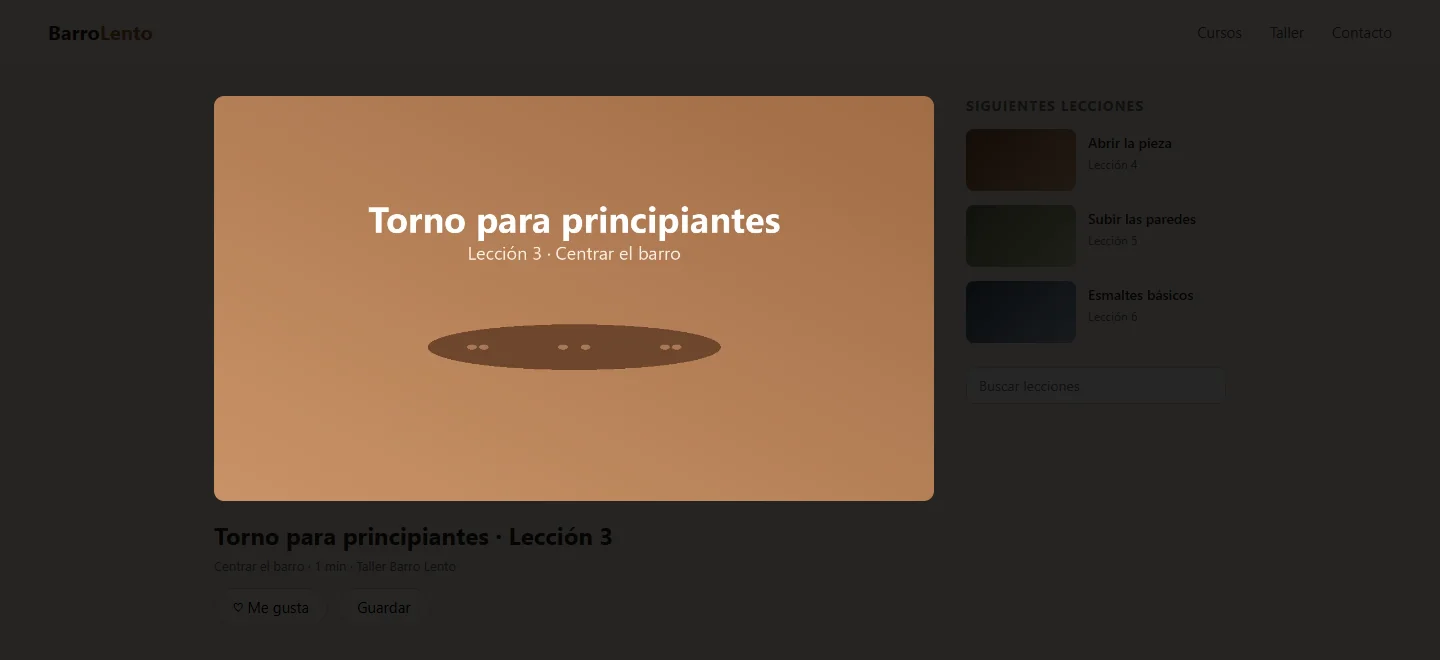 BarroLento
Cursos Taller Contacto
Torno para principiantes
Lección 3 · Centrar el barro
SIGUIENTES LECCIONES
Abrir la pieza
Lección 4
Subir las paredes
Lección 5
Esmaltes básicos
Lección 6
Buscar lecciones
Torno para principiantes · Lección 3
Centrar el barro · 1 min · Taller Barro Lento
♡ Me gusta Guardar